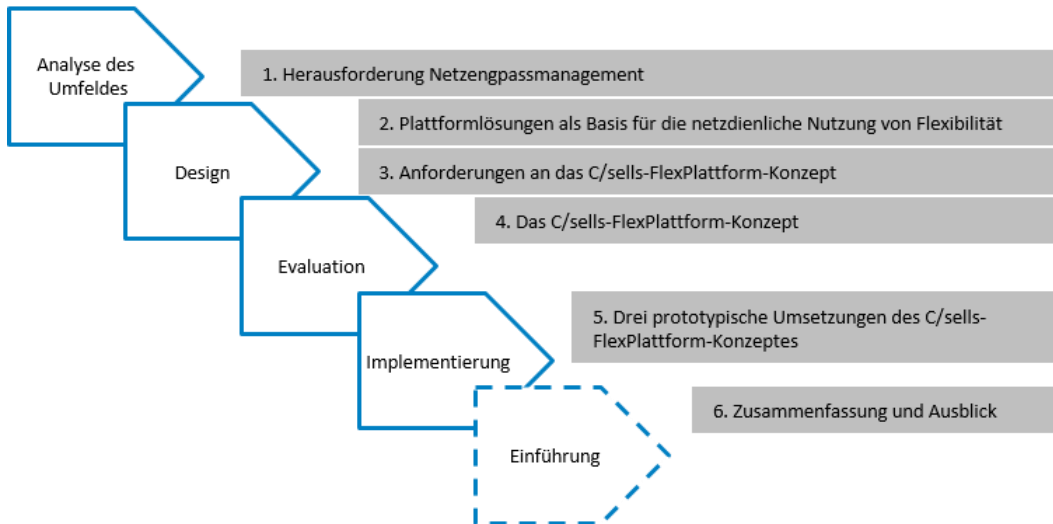 Analyse des
Umfeldes
1. Herausforderung Netzengpassmanagement
2. Plattformlösungen als Basis für die netzdienliche Nutzung von Flexibilität
Design
3. Anforderungen an das C/sells-FlexPlattform-Konzept
4. Das C/sells-FlexPlattform-Konzept
Evaluation
5. Drei prototypische Umsetzungen des C/sells-
FlexPlattform-Konzeptes
Implementierung
6. Zusammenfassung und Ausblick
Einführung